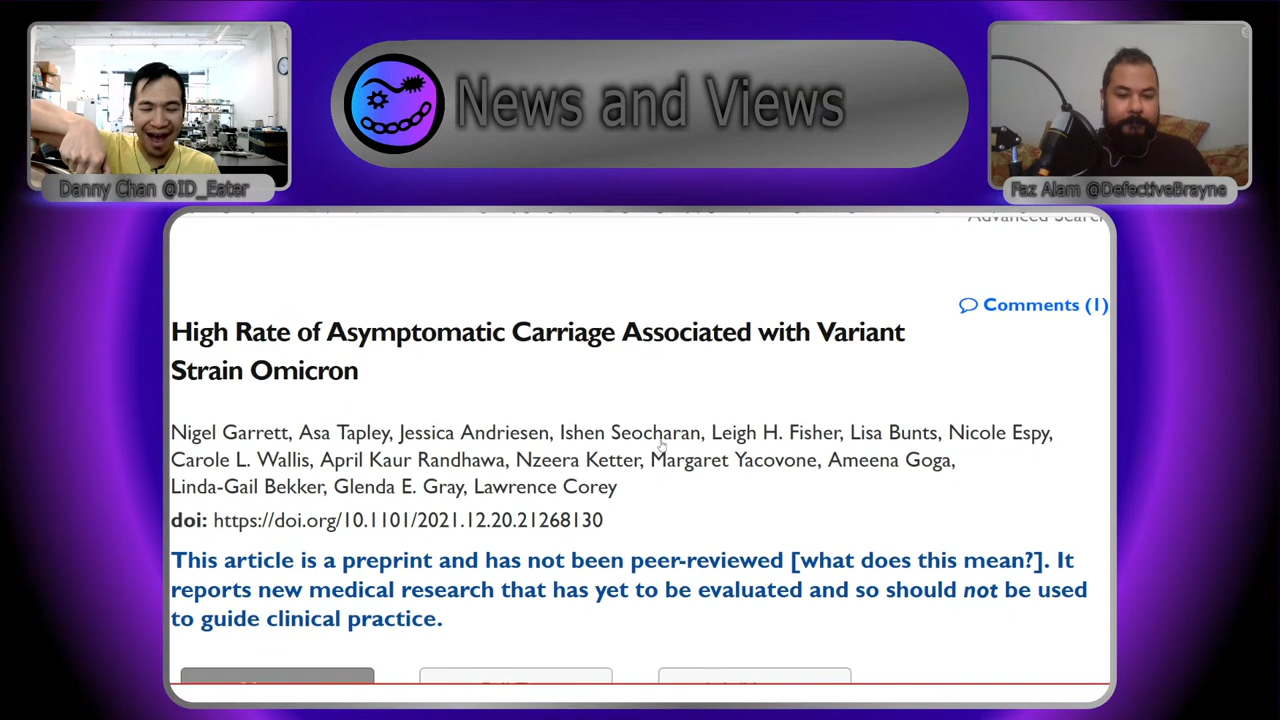 News and Views
Danny Chan @ID_Eater
Faz Alam @DefectiveBrayne
Advanced Search
Comments (1)
High Rate of Asymptomatic Carriage Associated with Variant
Strain Omicron
Nigel Garrett, Asa Tapley, Jessica Andriesen, Ishen Seocharan, Leigh H. Fisher, Lisa Bunts, Nicole Espy,
Carole L. Wallis, April Kaur Randhawa, Nzeera Ketter, Margaret Yacovone, Ameena Goga,
Linda-Gail Bekker, Glenda E. Gray, Lawrence Corey
doi: https://doi.org/10.1101/2021.12.20.21268130
This article is a preprint and has not been peer-reviewed [what does this mean?]. It
reports new medical research that has yet to be evaluated and so should not be used
to guide clinical practice.